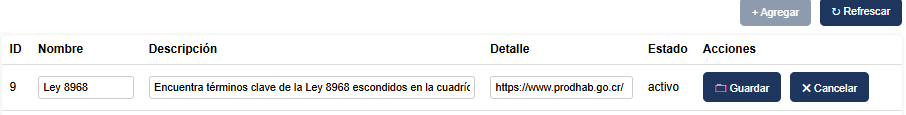 + Agregar
↻ Refrescar
ID Nombre Descripción Detalle Estado Acciones
9 Ley 8968 Encuentra términos clave de la Ley 8968 escondidos en la cuadríc https://www.prodhab.go.cr/ activo Guardar × Cancelar